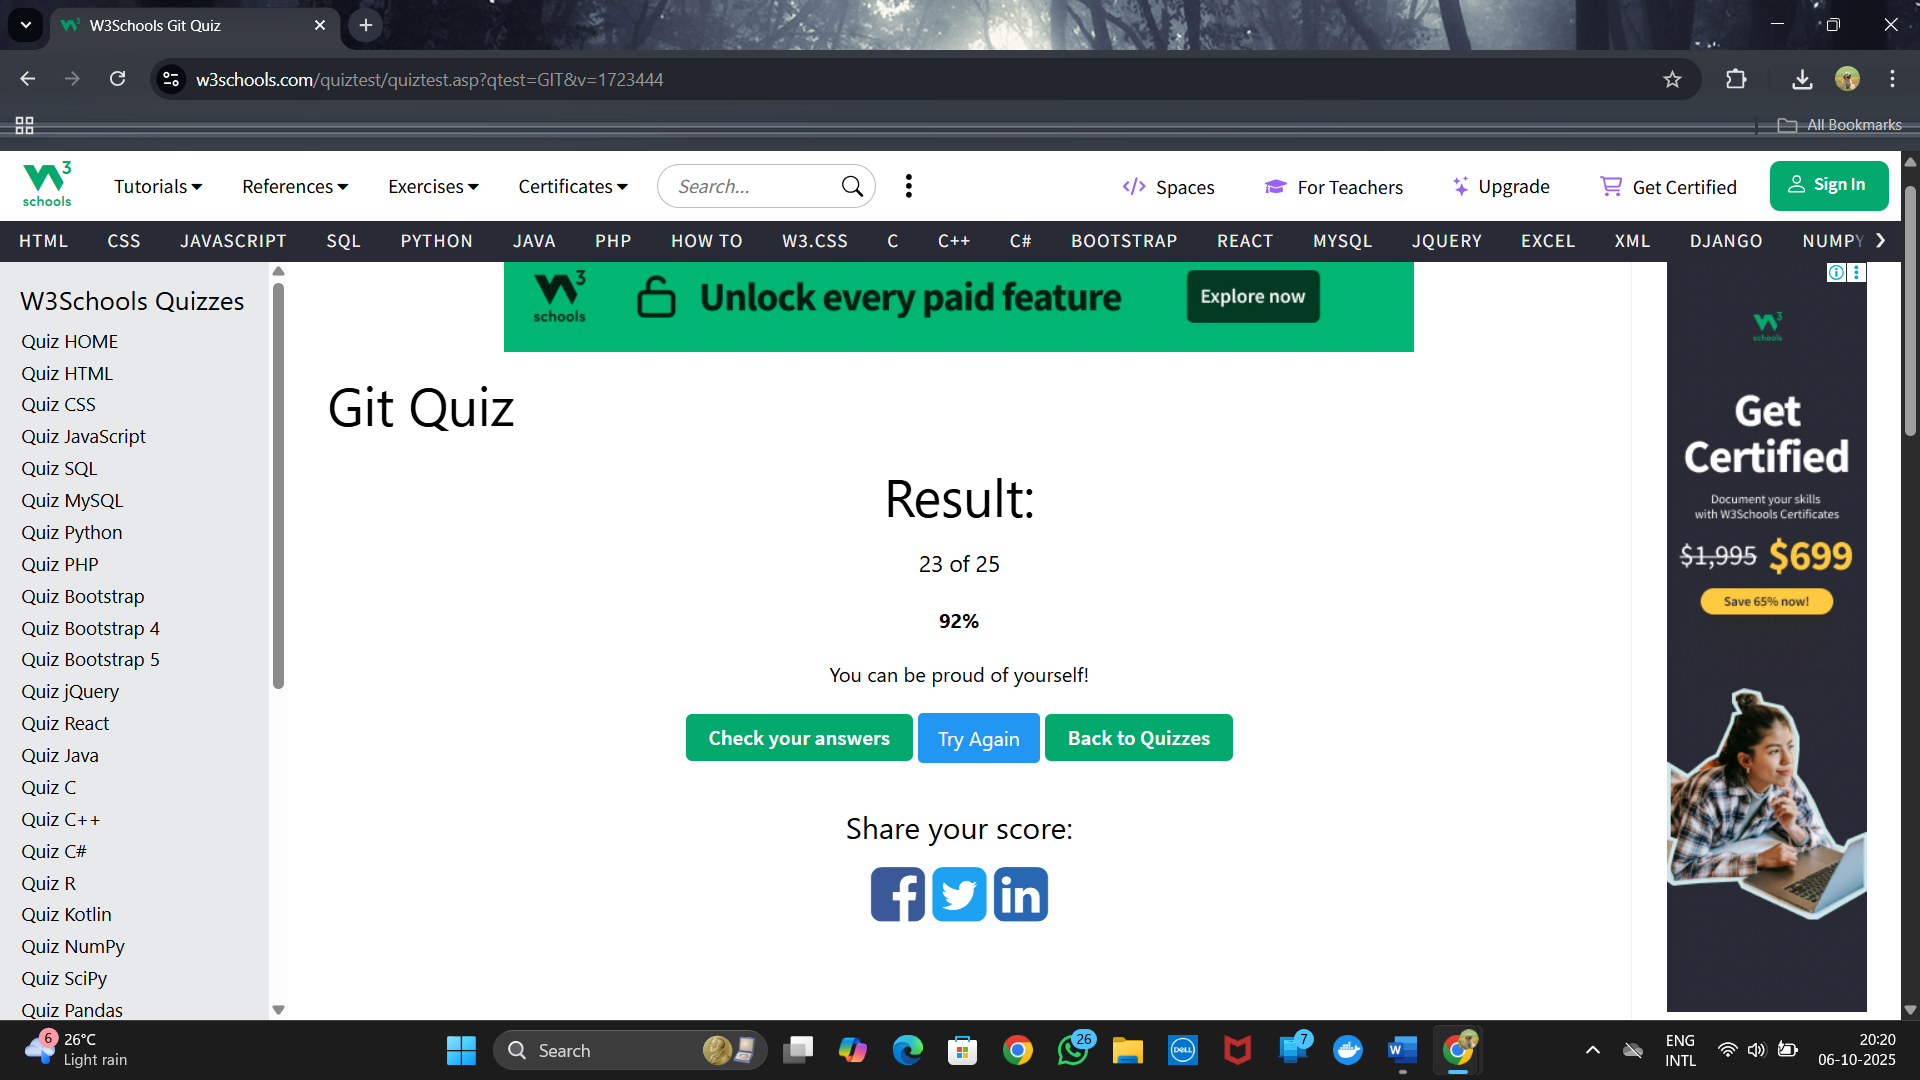 W3Schools Git Quiz
w3schools.com/quiztest/quiztest.asp?qtest=GIT&v=1723444
All Bookmarks
3
schools
Tutorials
References
Exercises
Certificates
Search...
Spaces
For Teachers
Upgrade
Get Certified
Sign In
HTML CSS JAVASCRIPT SQL PYTHON JAVA PHP HOW TO W3.CSS C C++ C# BOOTSTRAP REACT MYSQL JQUERY EXCEL XML DJANGO NUMPY
W3Schools Quizzes
Quiz HOME
Quiz HTML
Quiz CSS
Quiz JavaScript
Quiz SQL
Quiz MySQL
Quiz Python
Quiz PHP
Quiz Bootstrap
Quiz Bootstrap 4
Quiz Bootstrap 5
Quiz jQuery
Quiz React
Quiz Java
Quiz C
Quiz C++
Quiz C#
Quiz R
Quiz Kotlin
Quiz NumPy
Quiz SciPy
Quiz Pandas
3
schools
Unlock every paid feature
Explore now
Git Quiz
Result:
23 of 25
92%
You can be proud of yourself!
Check your answers
Try Again
Back to Quizzes
Share your score:
f
in
3
schools
Get
Certified
Document your skills
with W3Schools Certificates
$1,995 $699
Save 65% now!
6
26°C
Light rain
Search
26
DELL
7
W
ENG
INTL
20:20
06-10-2025